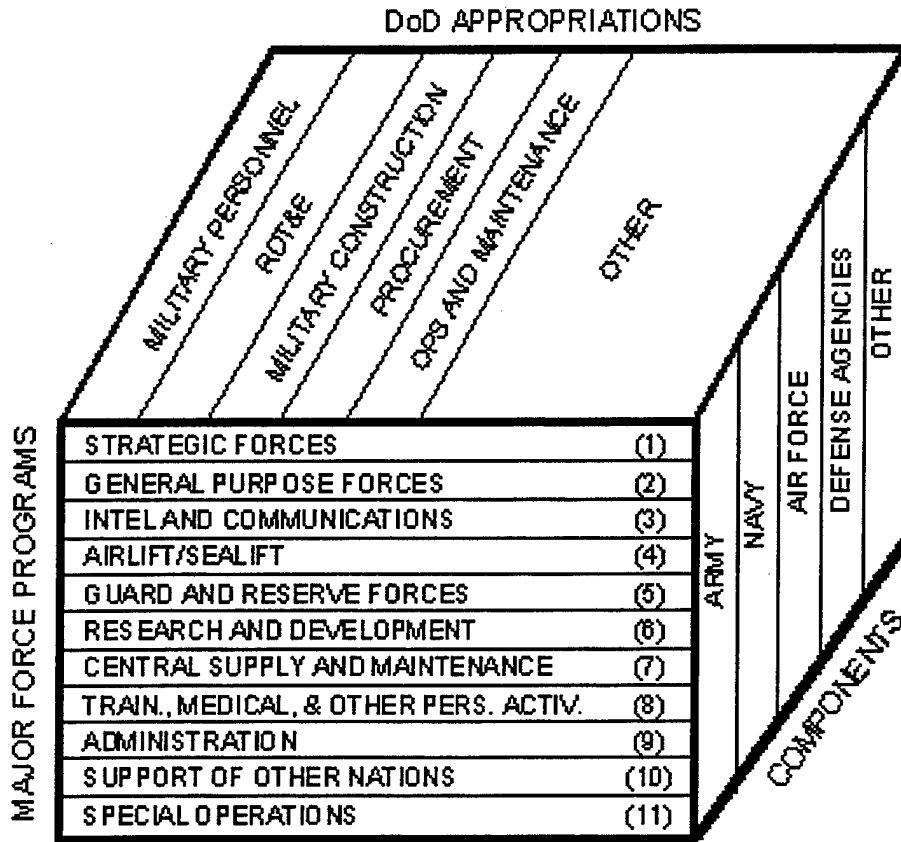 DoD APPROPRIATIONS
MILITARY PERSONNEL
RDT&E
MILITARY CONSTRUCTION
PROCUREMENT
OPS AND MAINTENANCE
OTHER
MAJOR FORCE PROGRAMS
STRATEGIC FORCES (1)
GENERAL PURPOSE FORCES (2)
INTEL AND COMMUNICATIONS (3)
AIRLIFT/SEALIFT (4)
GUARD AND RESERVE FORCES (5)
RESEARCH AND DEVELOPMENT (6)
CENTRAL SUPPLY AND MAINTENANCE (7)
TRAIN., MEDICAL, & OTHER PERS. ACTIV. (8)
ADMINISTRATION (9)
SUPPORT OF OTHER NATIONS (10)
SPECIAL OPERATIONS (11)
ARMY
NAVY
AIR FORCE
DEFENSE AGENCIES
OTHER
COMPONENTS